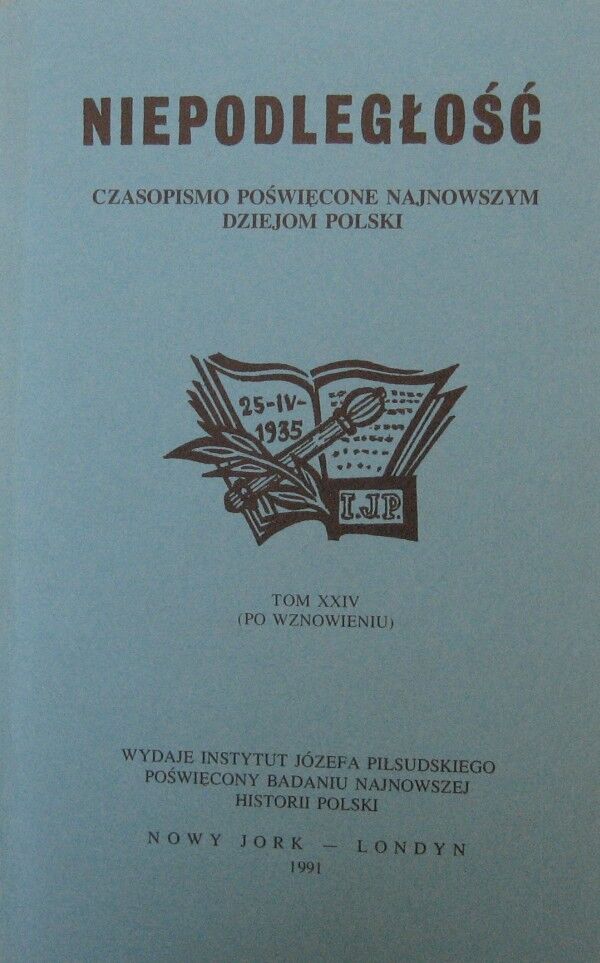 NIEPODLEGŁOŚĆ
CZASOPISMO POŚWIĘCONE NAJNOWSZYM
DZIEJOM POLSKI
25-IV-
1935
I.J.P.
TOM XXIV
(PO WZNOWIENIU)
WYDAJE INSTYTUT JÓZEFA PIŁSUDSKIEGO
POŚWIĘCONY BADANIU NAJNOWSZEJ
HISTORII POLSKI
NOWY JORK — LONDYN
1991